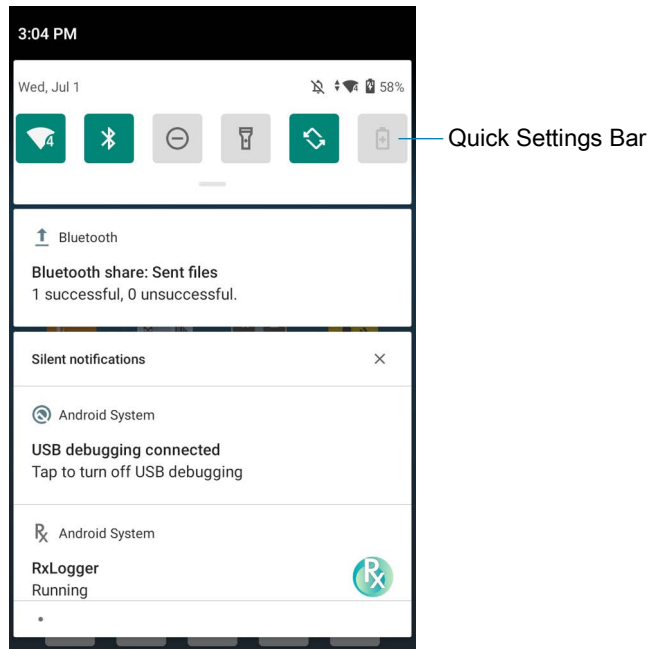 3:04 PM
Wed, Jul 1
58%
4
Quick Settings Bar
Bluetooth
Bluetooth share: Sent files
1 successful, 0 unsuccessful.
Silent notifications
Android System
USB debugging connected
Tap to turn off USB debugging
Android System
RxLogger
Running